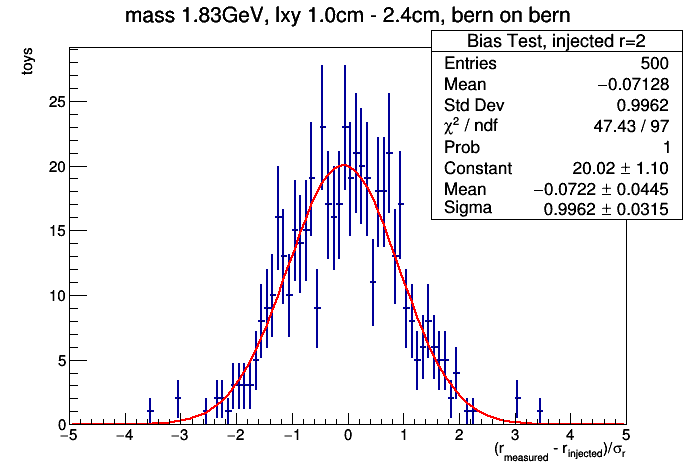 mass 1.83GeV, lxy 1.0cm - 2.4cm, bern on bern
toys
Bias Test, injected r=2
Entries 500
Mean −0.07128
Std Dev 0.9962
χ² / ndf 47.43 / 97
Prob 1
Constant 20.02 ± 1.10
Mean −0.0722 ± 0.0445
Sigma 0.9962 ± 0.0315
25
20
15
10
5
0
−5 −4 −3 −2 −1 0 1 2 3 4 5
(r_measured - r_injected)/σ_r